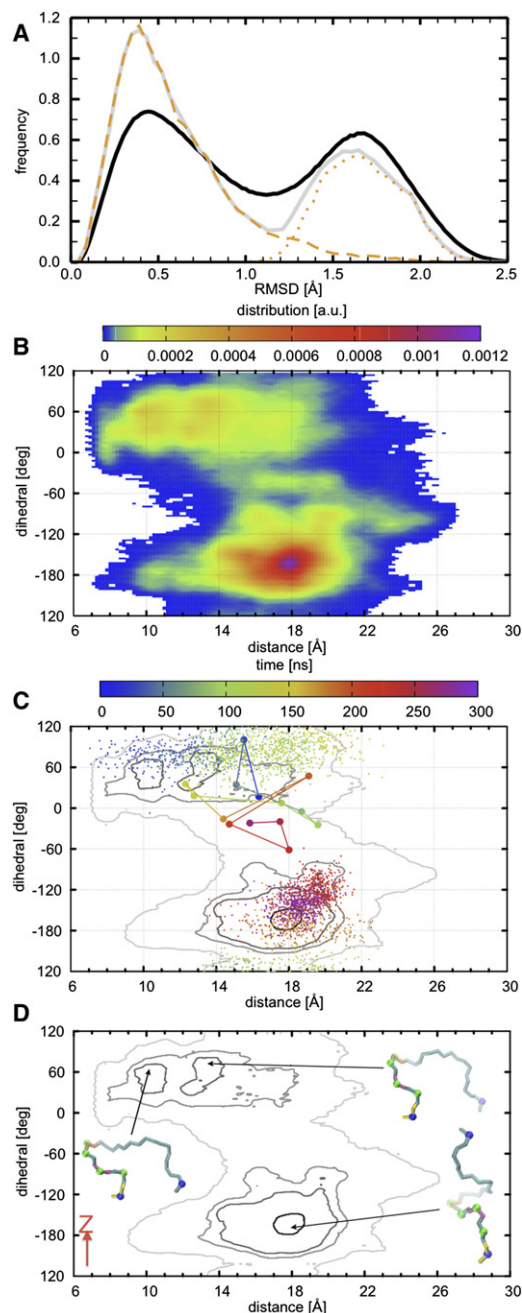 A
1.2
1.0
0.8
0.6
0.4
0.2
0.0
frequency
0.0 0.5 1.0 1.5 2.0 2.5
RMSD [Å]
distribution [a.u.]
0 0.0002 0.0004 0.0006 0.0008 0.001 0.0012
B
120
60
0
-60
-120
-180
120
dihedral [deg]
6 10 14 18 22 26 30
distance [Å]
time [ns]
0 50 100 150 200 250 300
C
120
60
0
-60
-120
-180
120
dihedral [deg]
6 10 14 18 22 26 30
distance [Å]
D
120
60
0
-60
-120
-180
120
dihedral [deg]
Z
6 10 14 18 22 26 30
distance [Å]